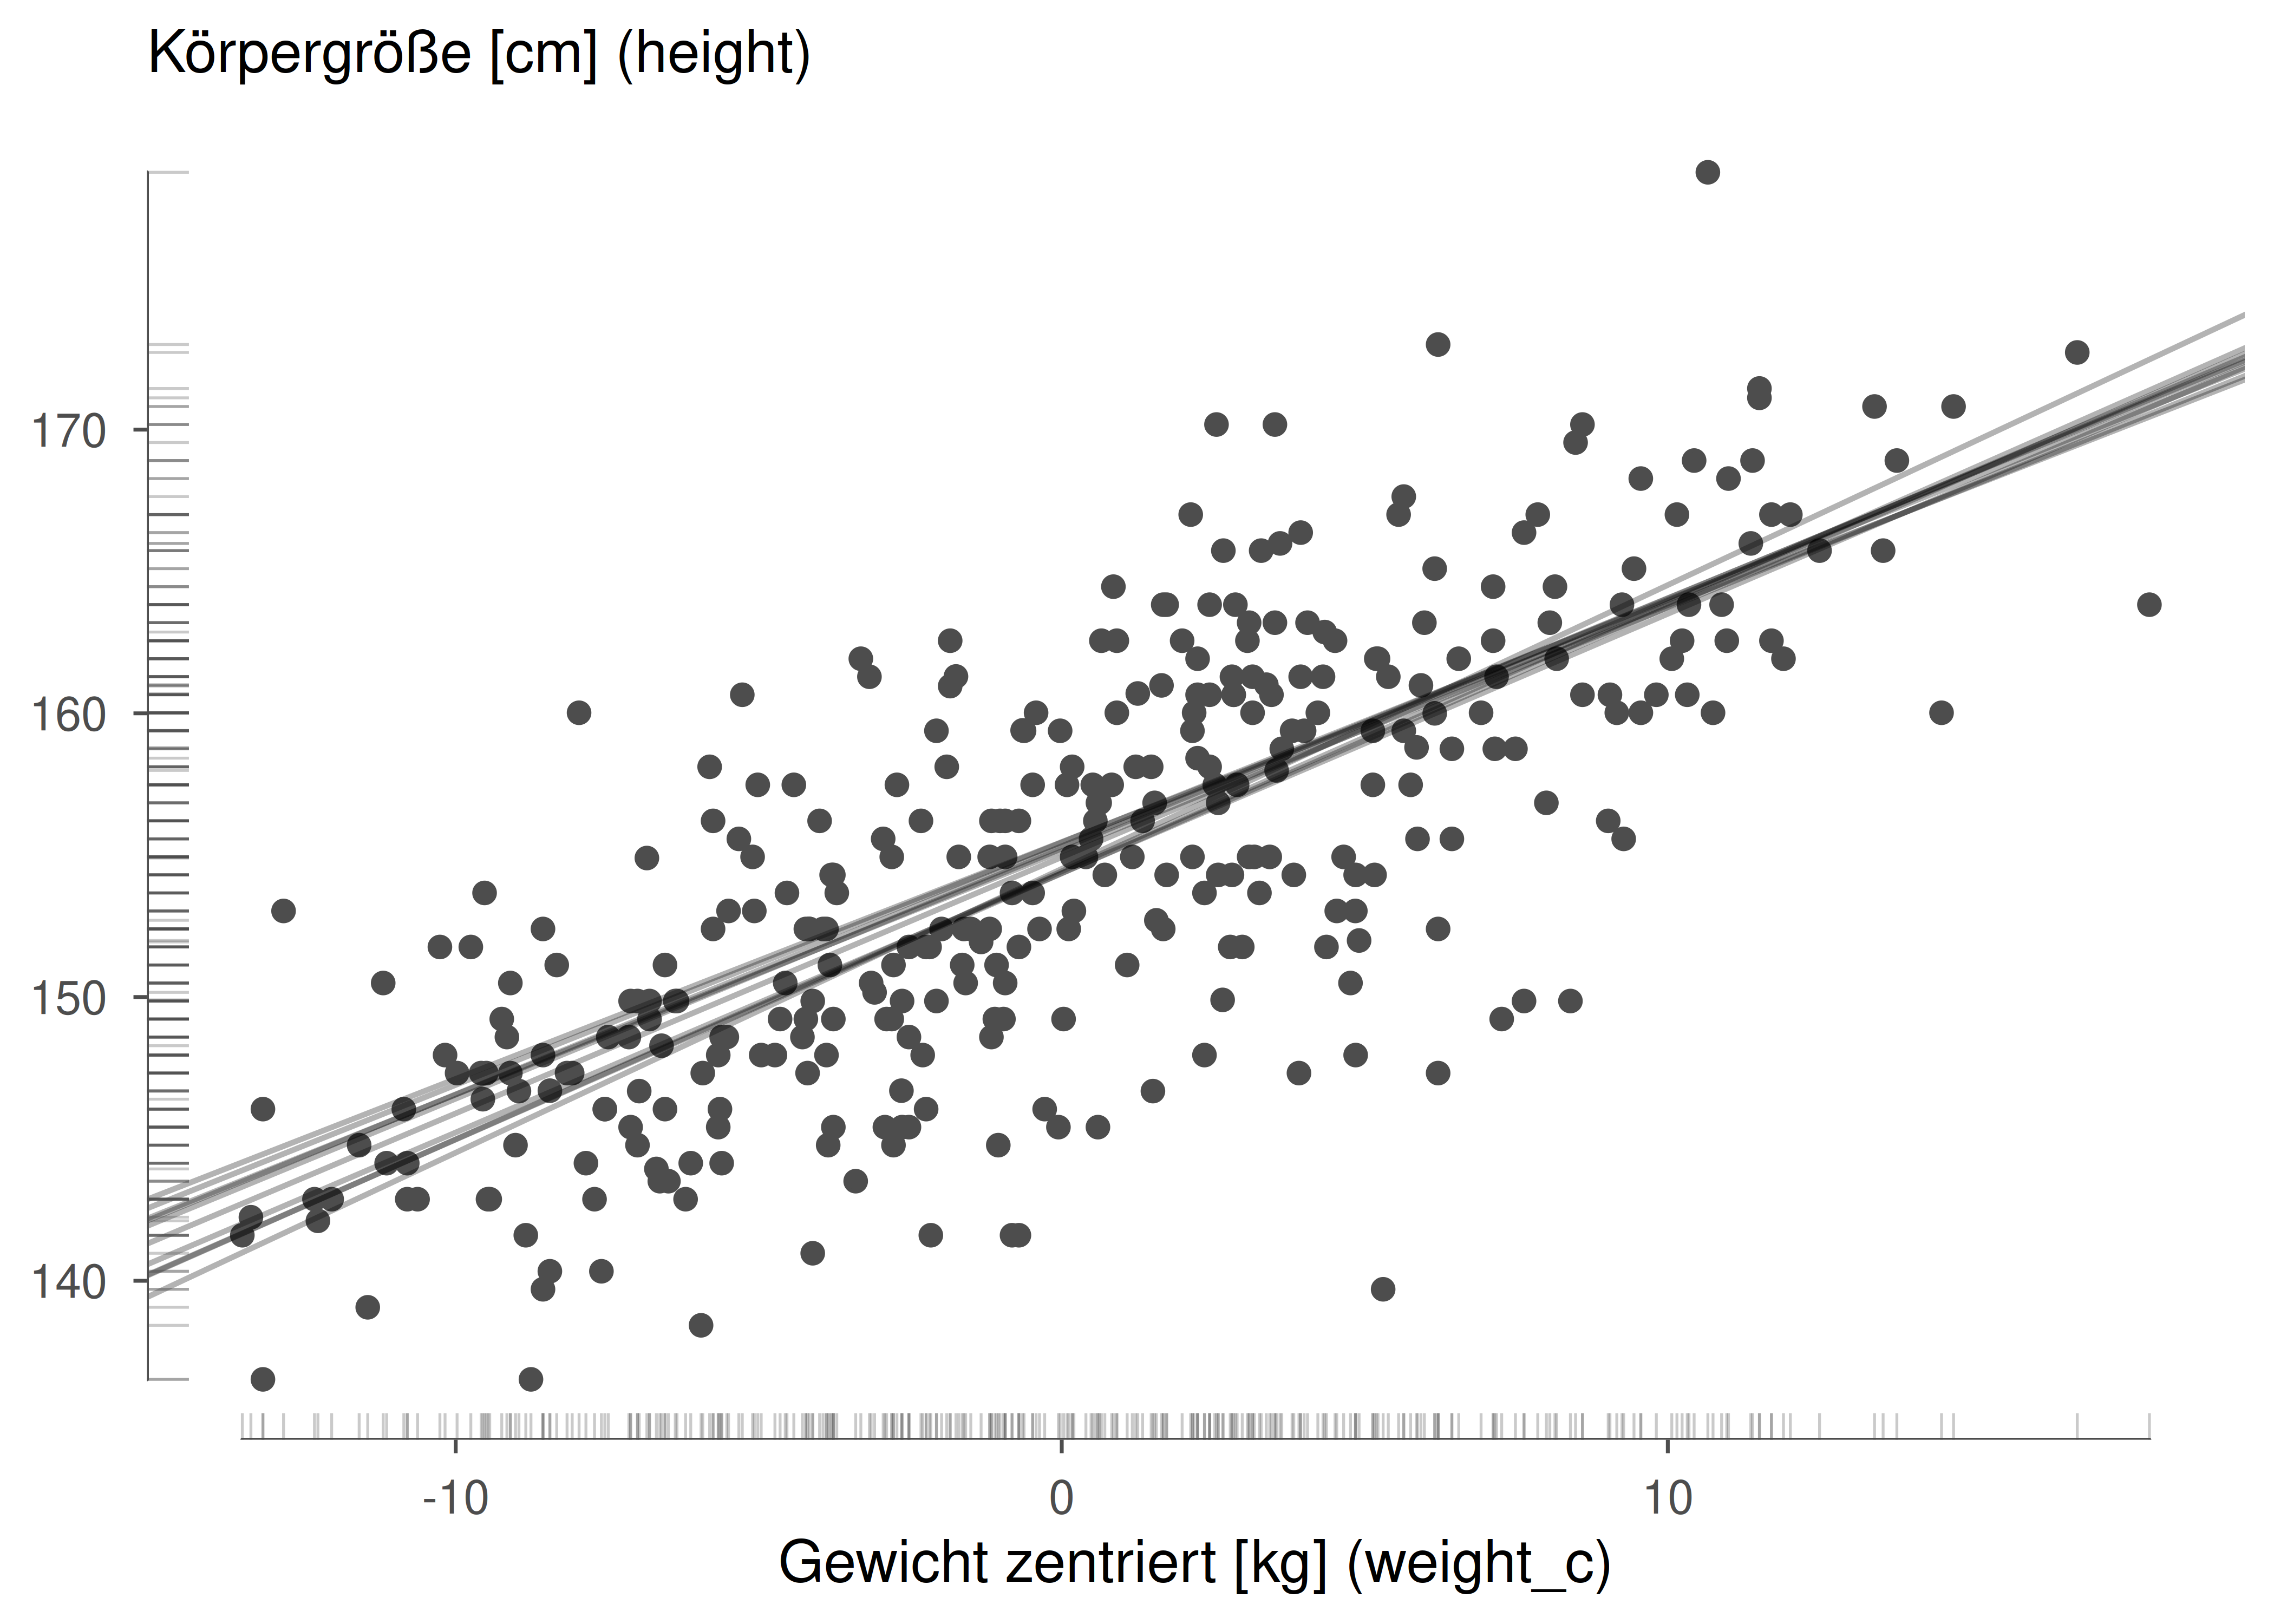 Körpergröße [cm] (height)
170
160
150
140
-10 0 10
Gewicht zentriert [kg] (weight_c)